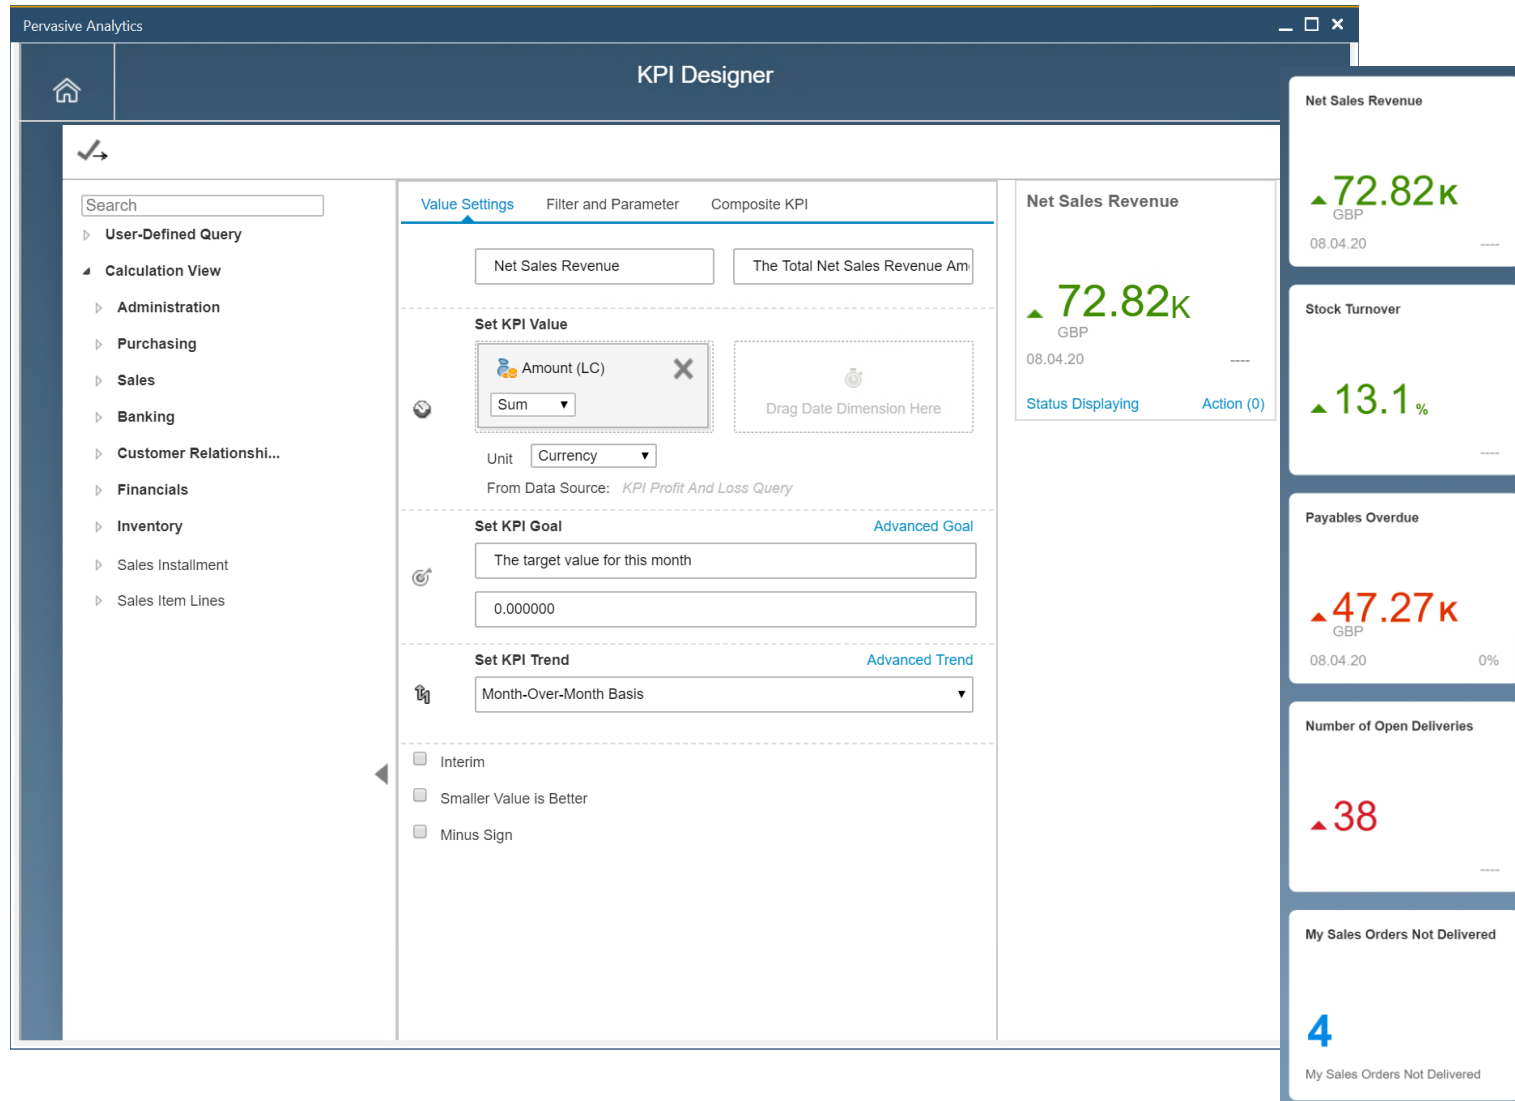 Pervasive Analytics
KPI Designer
Search
User-Defined Query
Calculation View
Administration
Purchasing
Sales
Banking
Customer Relationshi...
Financials
Inventory
Sales Installment
Sales Item Lines
Value Settings Filter and Parameter Composite KPI
Net Sales Revenue The Total Net Sales Revenue Am
Set KPI Value
Amount (LC)
Sum
Drag Date Dimension Here
Unit Currency
From Data Source: KPI Profit And Loss Query
Set KPI Goal Advanced Goal
The target value for this month
0.000000
Set KPI Trend Advanced Trend
Month-Over-Month Basis
Interim
Smaller Value is Better
Minus Sign
Net Sales Revenue
72.82K
GBP
08.04.20 ----
Status Displaying Action (0)
Net Sales Revenue
72.82K
GBP
08.04.20 ----
Stock Turnover
13.1 %
----
Payables Overdue
47.27K
GBP
08.04.20 0%
Number of Open Deliveries
38
----
My Sales Orders Not Delivered
4
My Sales Orders Not Delivered